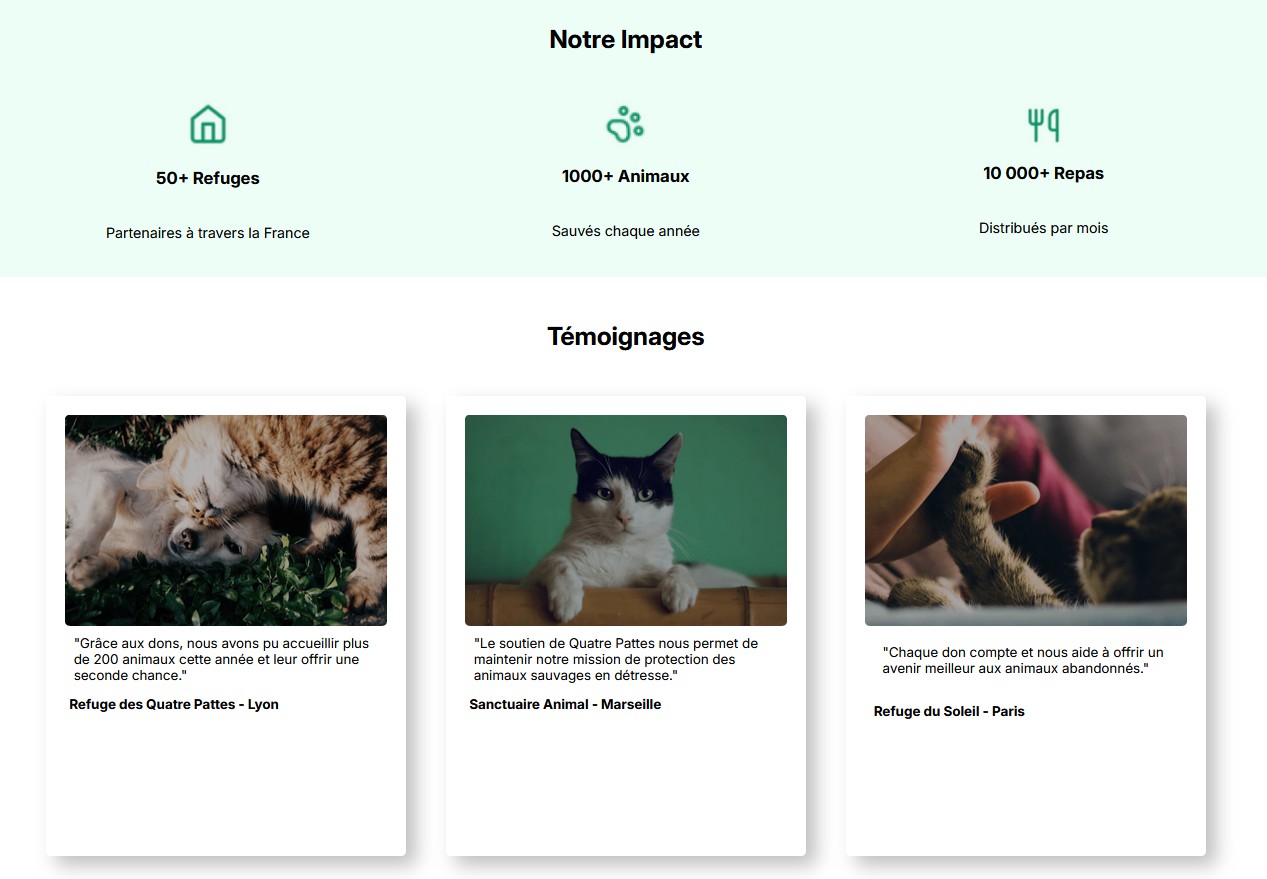 Notre Impact
50+ Refuges
1000+ Animaux
10 000+ Repas
Partenaires à travers la France
Sauvés chaque année
Distribués par mois
Témoignages
"Grâce aux dons, nous avons pu accueillir plus
de 200 animaux cette année et leur offrir une
seconde chance."
Refuge des Quatre Pattes - Lyon
"Le soutien de Quatre Pattes nous permet de
maintenir notre mission de protection des
animaux sauvages en détresse."
Sanctuaire Animal - Marseille
"Chaque don compte et nous aide à offrir un
avenir meilleur aux animaux abandonnés."
Refuge du Soleil - Paris